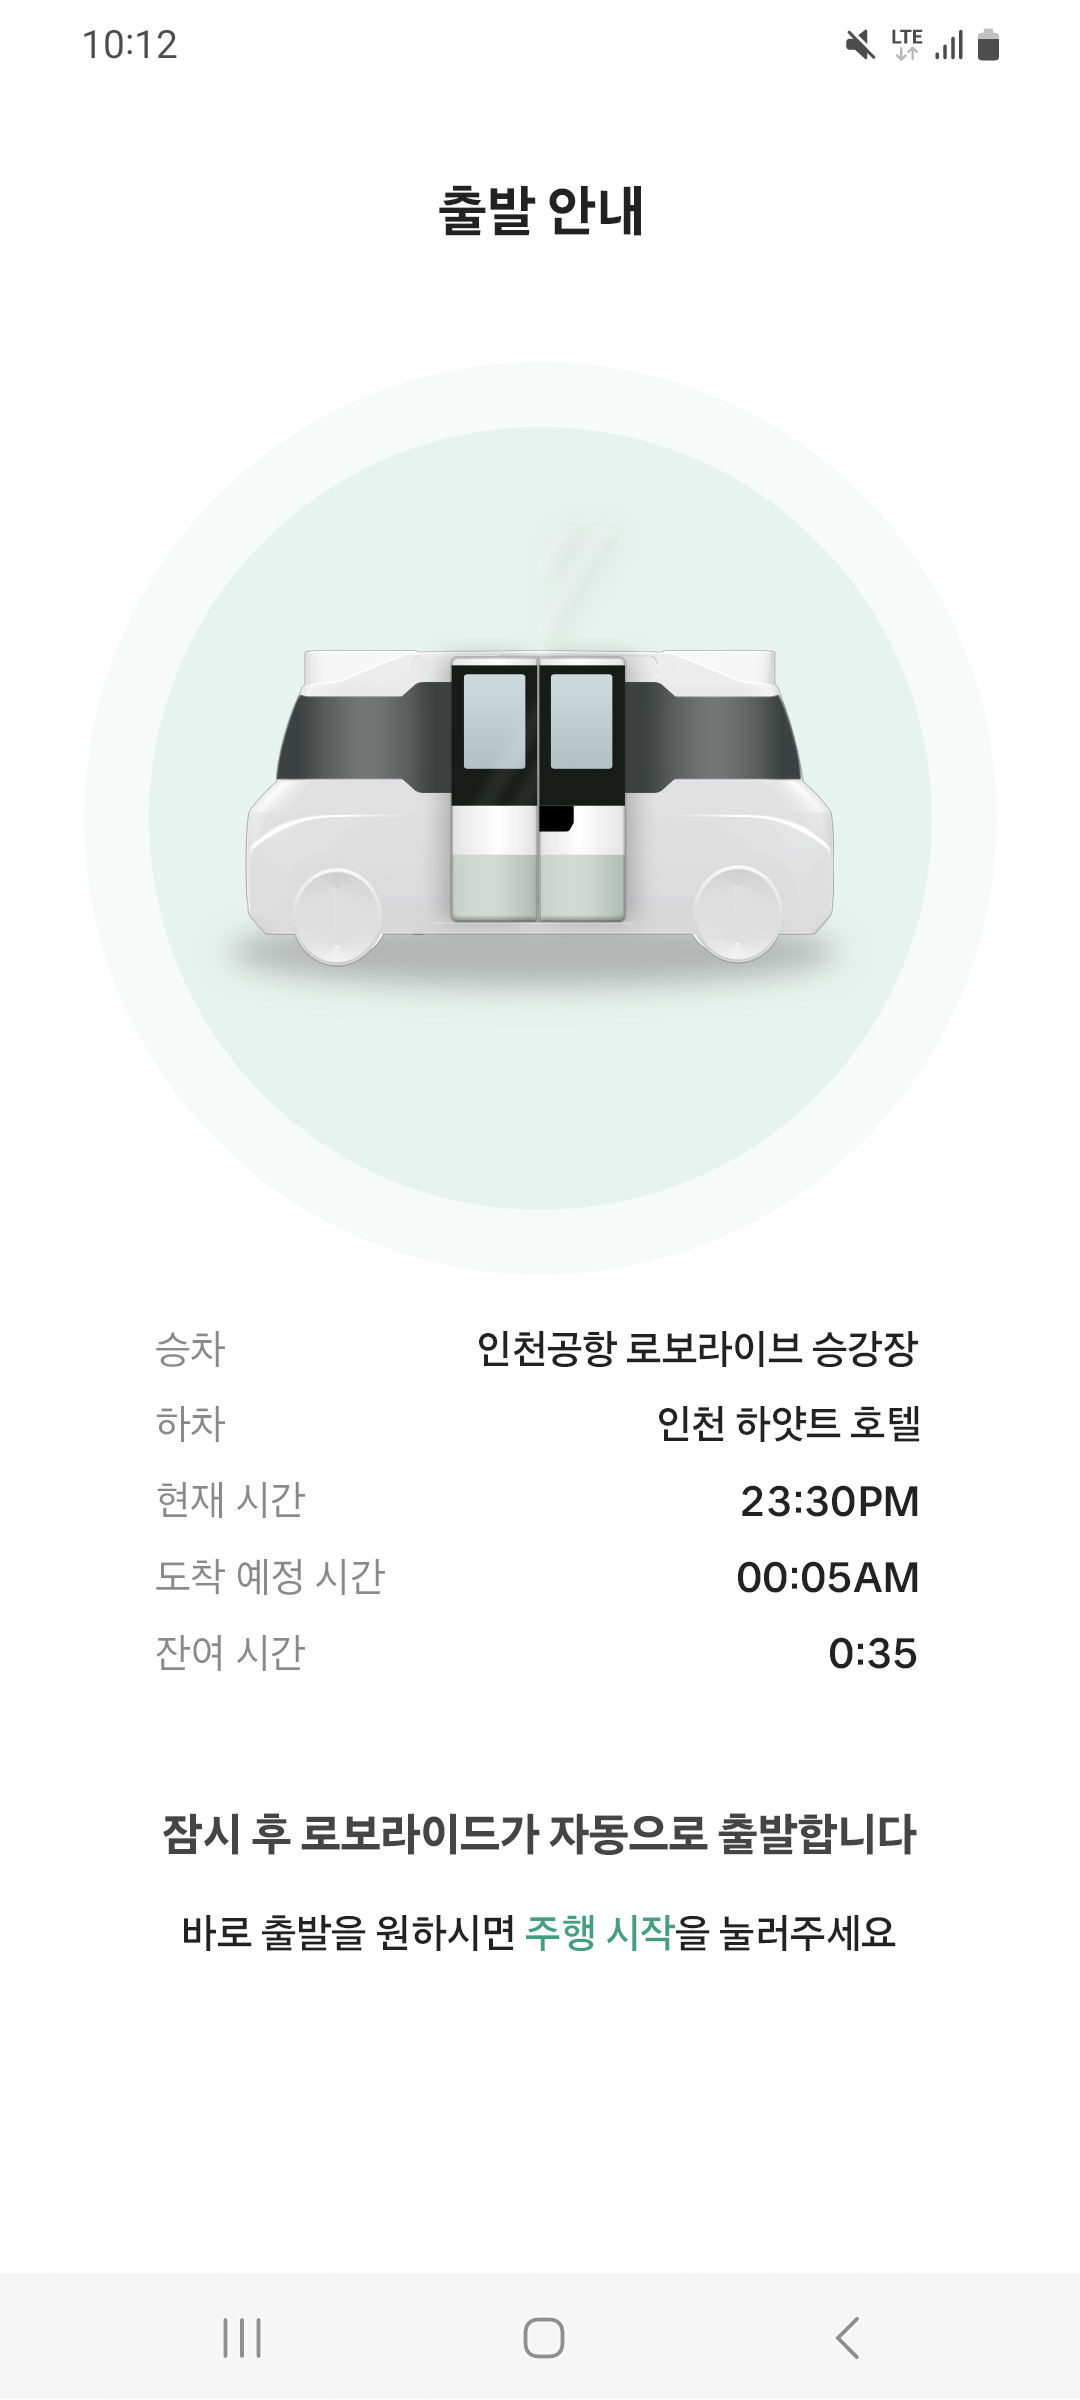 10:12
LTE
출발 안내
승차 인천공항 로보라이브 승강장
하차 인천 하얏트 호텔
현재 시간 23:30PM
도착 예정 시간 00:05AM
잔여 시간 0:35
잠시 후 로보라이드가 자동으로 출발합니다
바로 출발을 원하시면 주행 시작을 눌러주세요